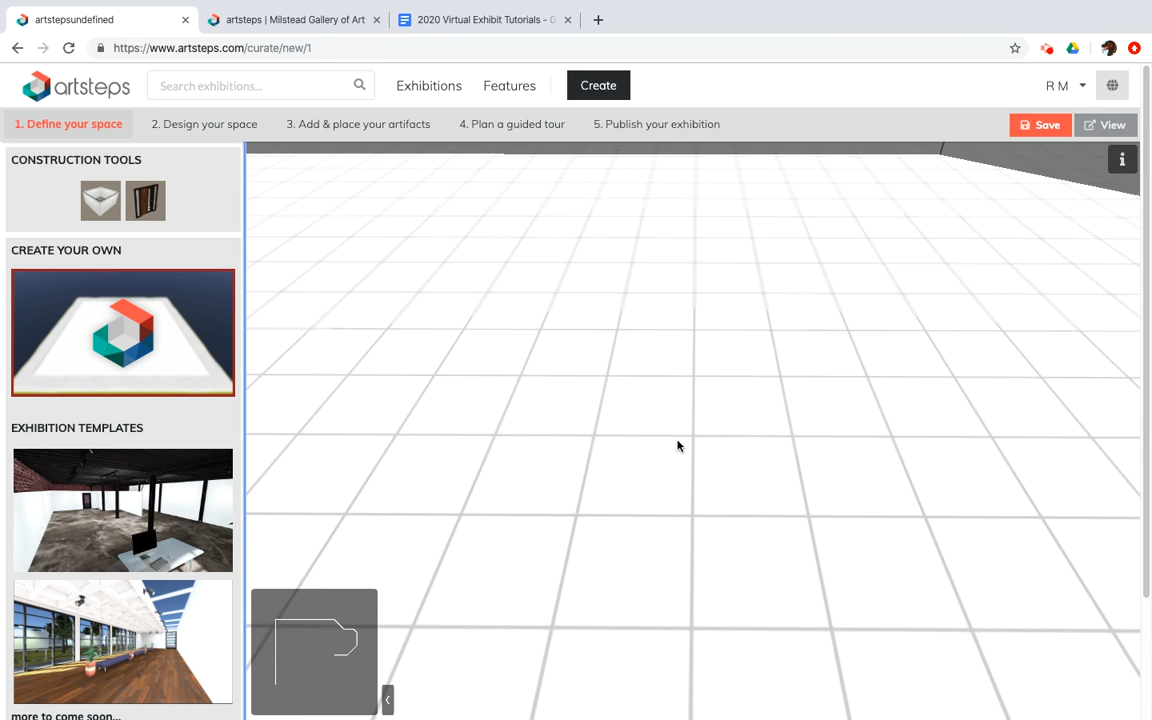 artstepsundefined
artsteps | Milstead Gallery of Art
2020 Virtual Exhibit Tutorials - G
https://www.artsteps.com/curate/new/1
artsteps
Search exhibitions...
Exhibitions
Features
Create
R M
1. Define your space
2. Design your space
3. Add & place your artifacts
4. Plan a guided tour
5. Publish your exhibition
Save
View
CONSTRUCTION TOOLS
CREATE YOUR OWN
EXHIBITION TEMPLATES
more to come soon...